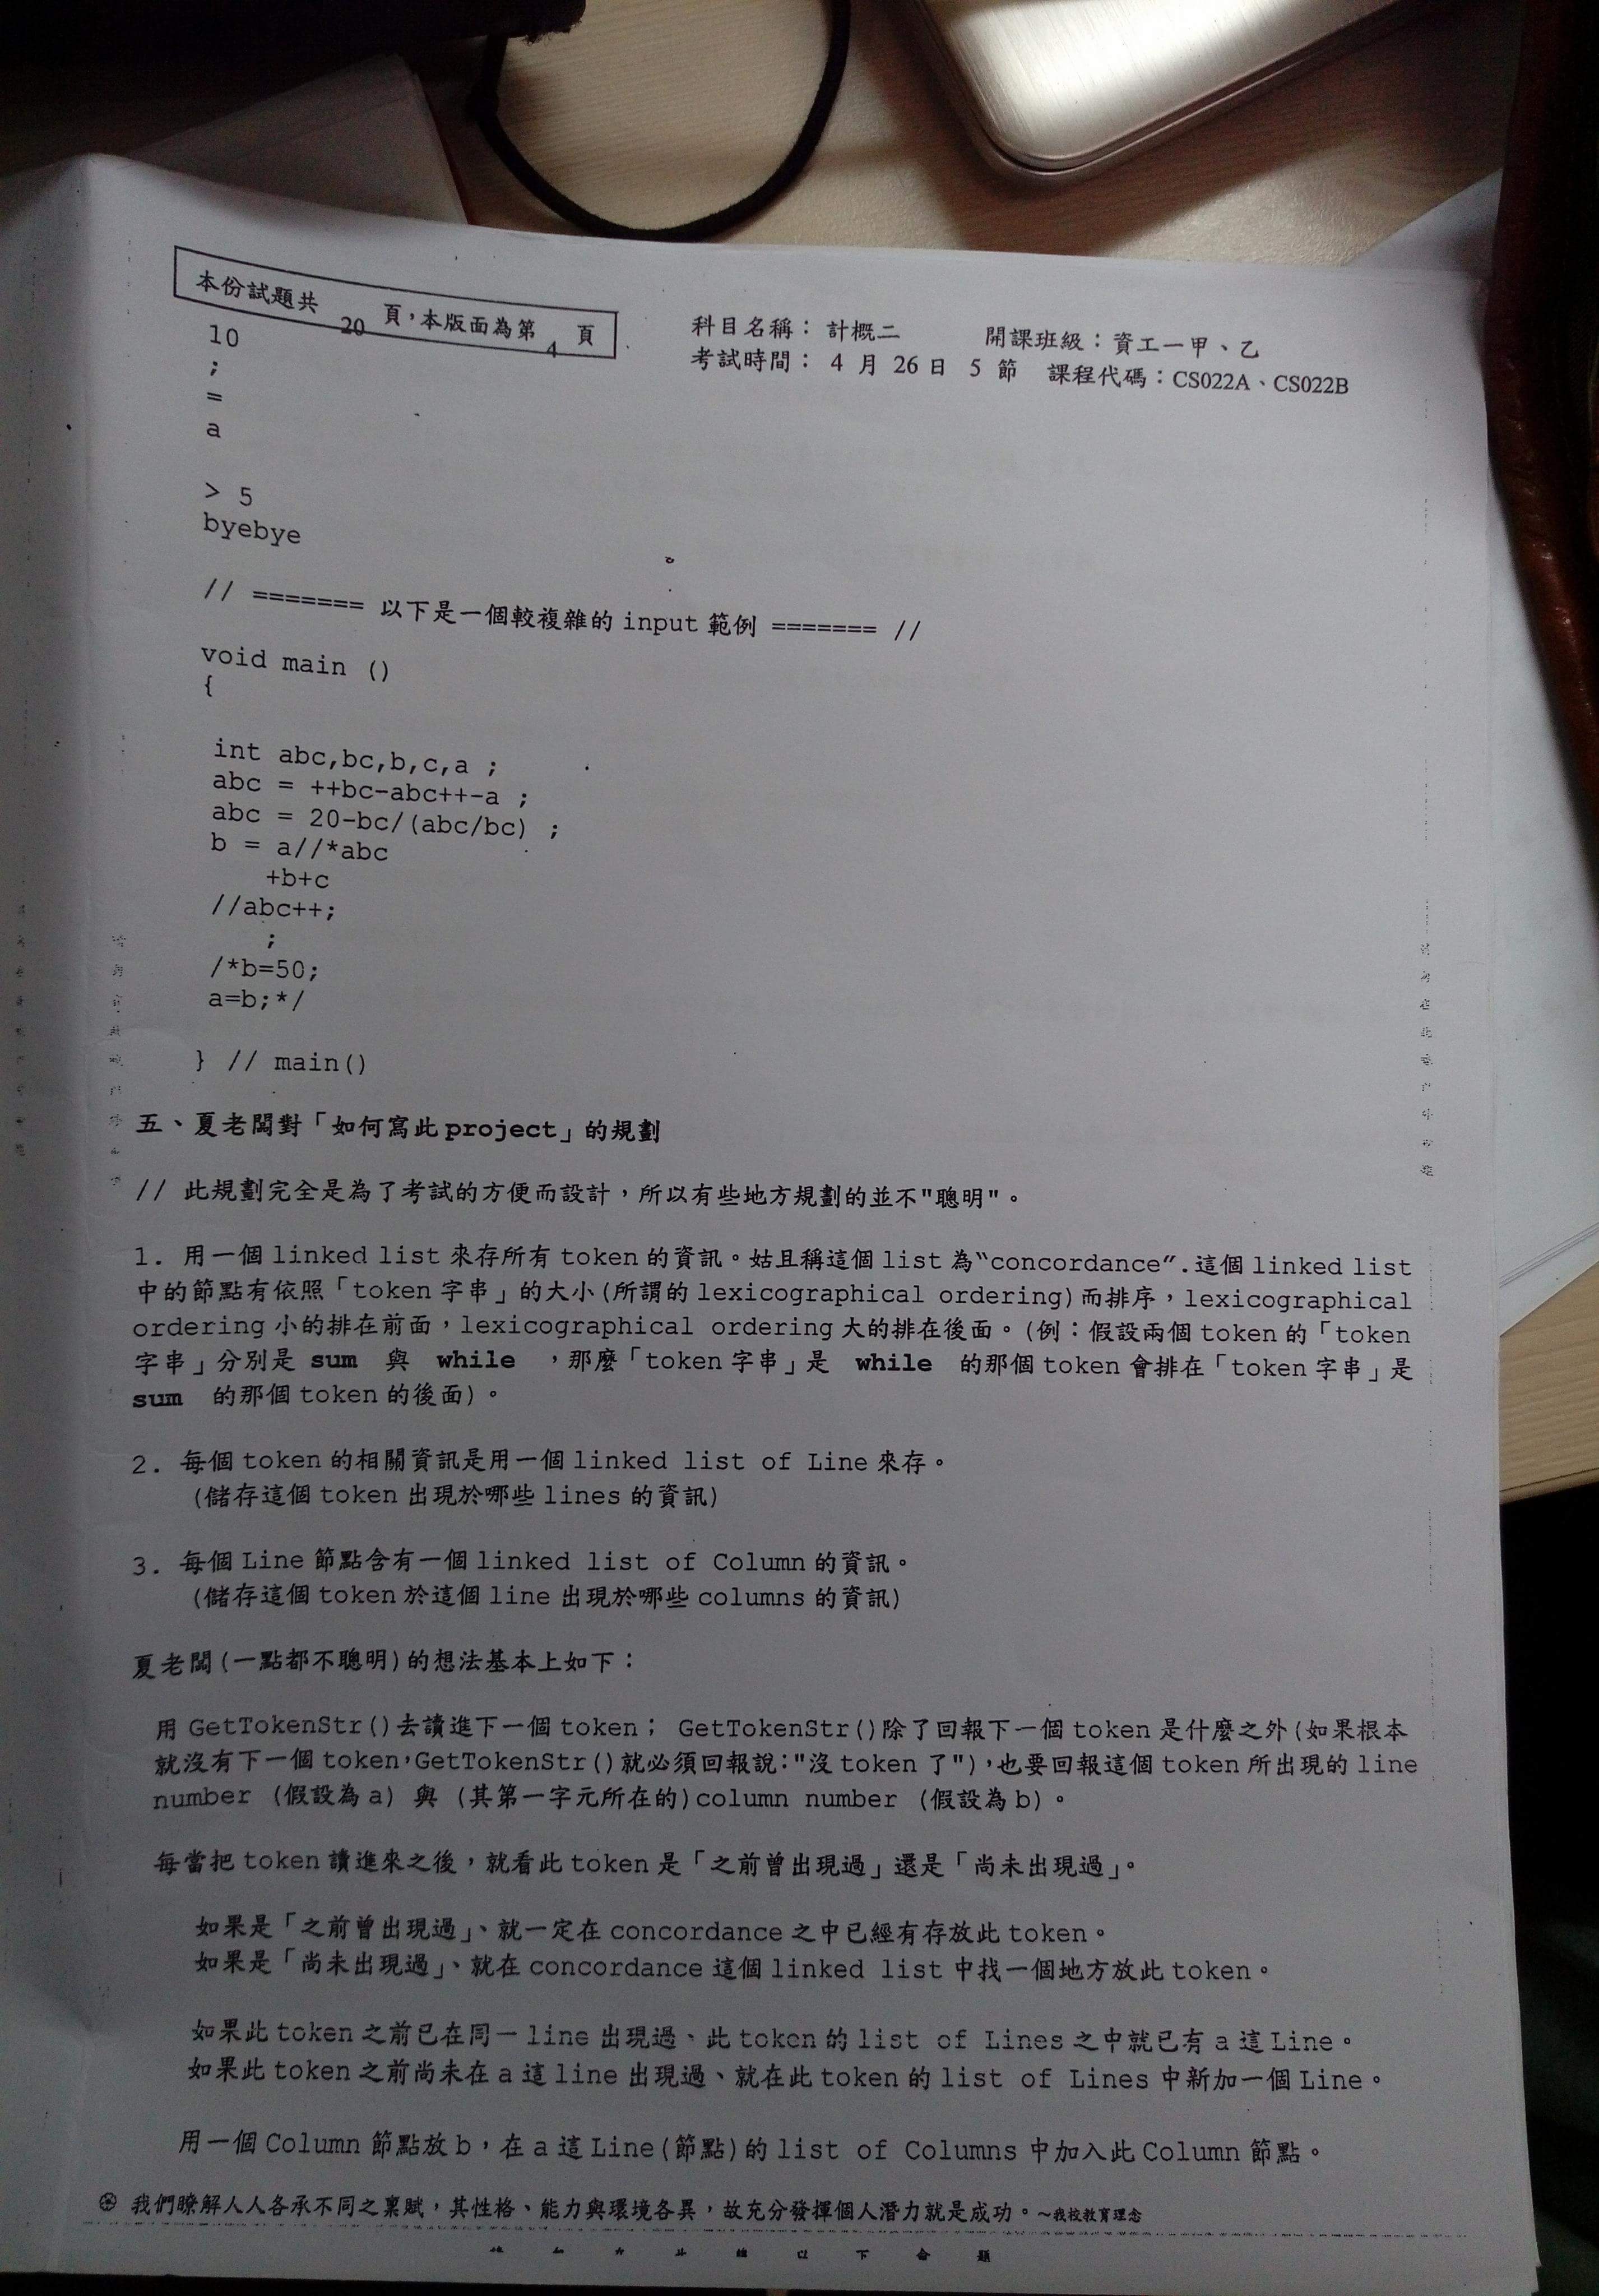 本份試題共 20 頁,本版面為第 4 頁
科目名稱: 計概二 開課班級:資工一甲、乙
考試時間: 4 月 26 日 5 節 課程代碼:CS022A、CS022B
10
;
=
a
> 5
byebye
// ======= 以下是一個較複雜的 input 範例 ======= //
void main ()
{
int abc,bc,b,c,a ;
abc = ++bc-abc++-a ;
abc = 20-bc/(abc/bc) ;
b = a//*abc
+b+c
//abc++;
;
/*b=50;
a=b;*/
} // main()
五、夏老闆對「如何寫此project」的規劃
// 此規劃完全是為了考試的方便而設計,所以有些地方規劃的並不"聰明"。
1. 用一個 linked list 來存所有 token 的資訊。姑且稱這個 list 為“concordance”.這個 linked list
中的節點有依照「token 字串」的大小(所謂的 lexicographical ordering)而排序,lexicographical
ordering 小的排在前面,lexicographical ordering 大的排在後面。(例:假設兩個 token 的「token
字串」分別是 sum 與 while ,那麼「token 字串」是 while 的那個 token 會排在「token 字串」是
sum 的那個 token 的後面)。
2. 每個 token 的相關資訊是用一個 linked list of Line 來存。
(儲存這個 token 出現於哪些 lines 的資訊)
3. 每個 Line 節點含有一個 linked list of Column 的資訊。
(儲存這個 token 於這個 line 出現於哪些 columns 的資訊)
夏老闆(一點都不聰明)的想法基本上如下:
用 GetTokenStr()去讀進下一個 token; GetTokenStr()除了回報下一個 token 是什麼之外(如果根本
就沒有下一個 token,GetTokenStr()就必須回報說:"沒 token 了"),也要回報這個 token 所出現的 line
number (假設為 a) 與 (其第一字元所在的)column number (假設為 b)。
每當把 token 讀進來之後,就看此 token 是「之前曾出現過」還是「尚未出現過」。
如果是「之前曾出現過」、就一定在 concordance 之中已經有存放此 token。
如果是「尚未出現過」、就在 concordance 這個 linked list 中找一個地方放此 token。
如果此 token 之前已在同一 line 出現過、此 token 的 list of Lines 之中就已有 a 這 Line。
如果此 token 之前尚未在 a 這 line 出現過、就在此 token 的 list of Lines 中新加一個 Line。
用一個 Column 節點放 b,在 a 這 Line(節點)的 list of Columns 中加入此 Column 節點。
我們瞭解人人各承不同之稟賦,其性格、能力與環境各異,故充分發揮個人潛力就是成功。~我校教育理念